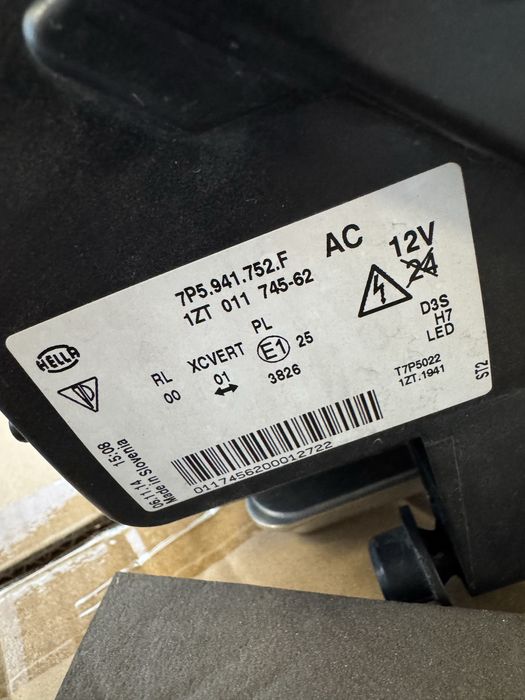 7P5.941.752.F
1ZT 011 745-62
AC
12V
24
D3S
H7
LED
HELLA
RL
00
XCVERT
01
PL
E1
25
3826
T7P5022
1ZT.1941
ST2
06.11.14 15:08
Made in Slovenia
0117456200012722